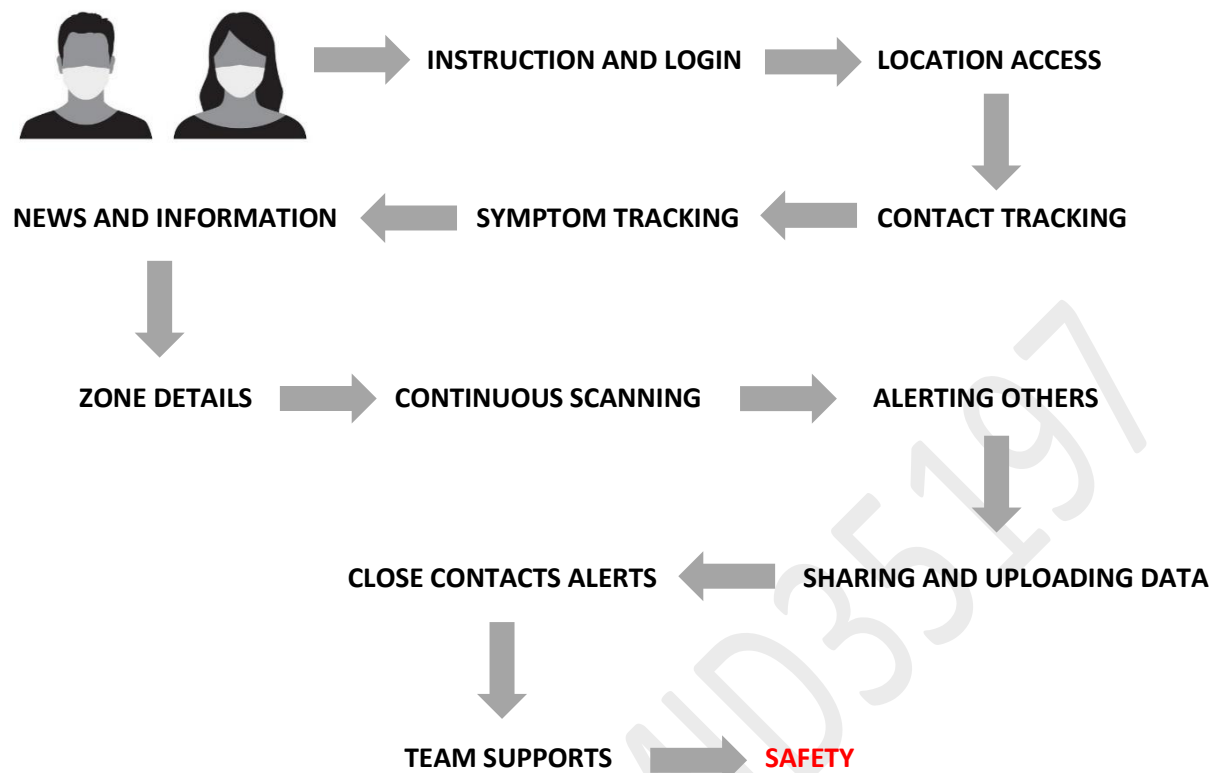 INSTRUCTION AND LOGIN
LOCATION ACCESS
NEWS AND INFORMATION
SYMPTOM TRACKING
CONTACT TRACKING
ZONE DETAILS
CONTINUOUS SCANNING
ALERTING OTHERS
CLOSE CONTACTS ALERTS
SHARING AND UPLOADING DATA
TEAM SUPPORTS
SAFETY